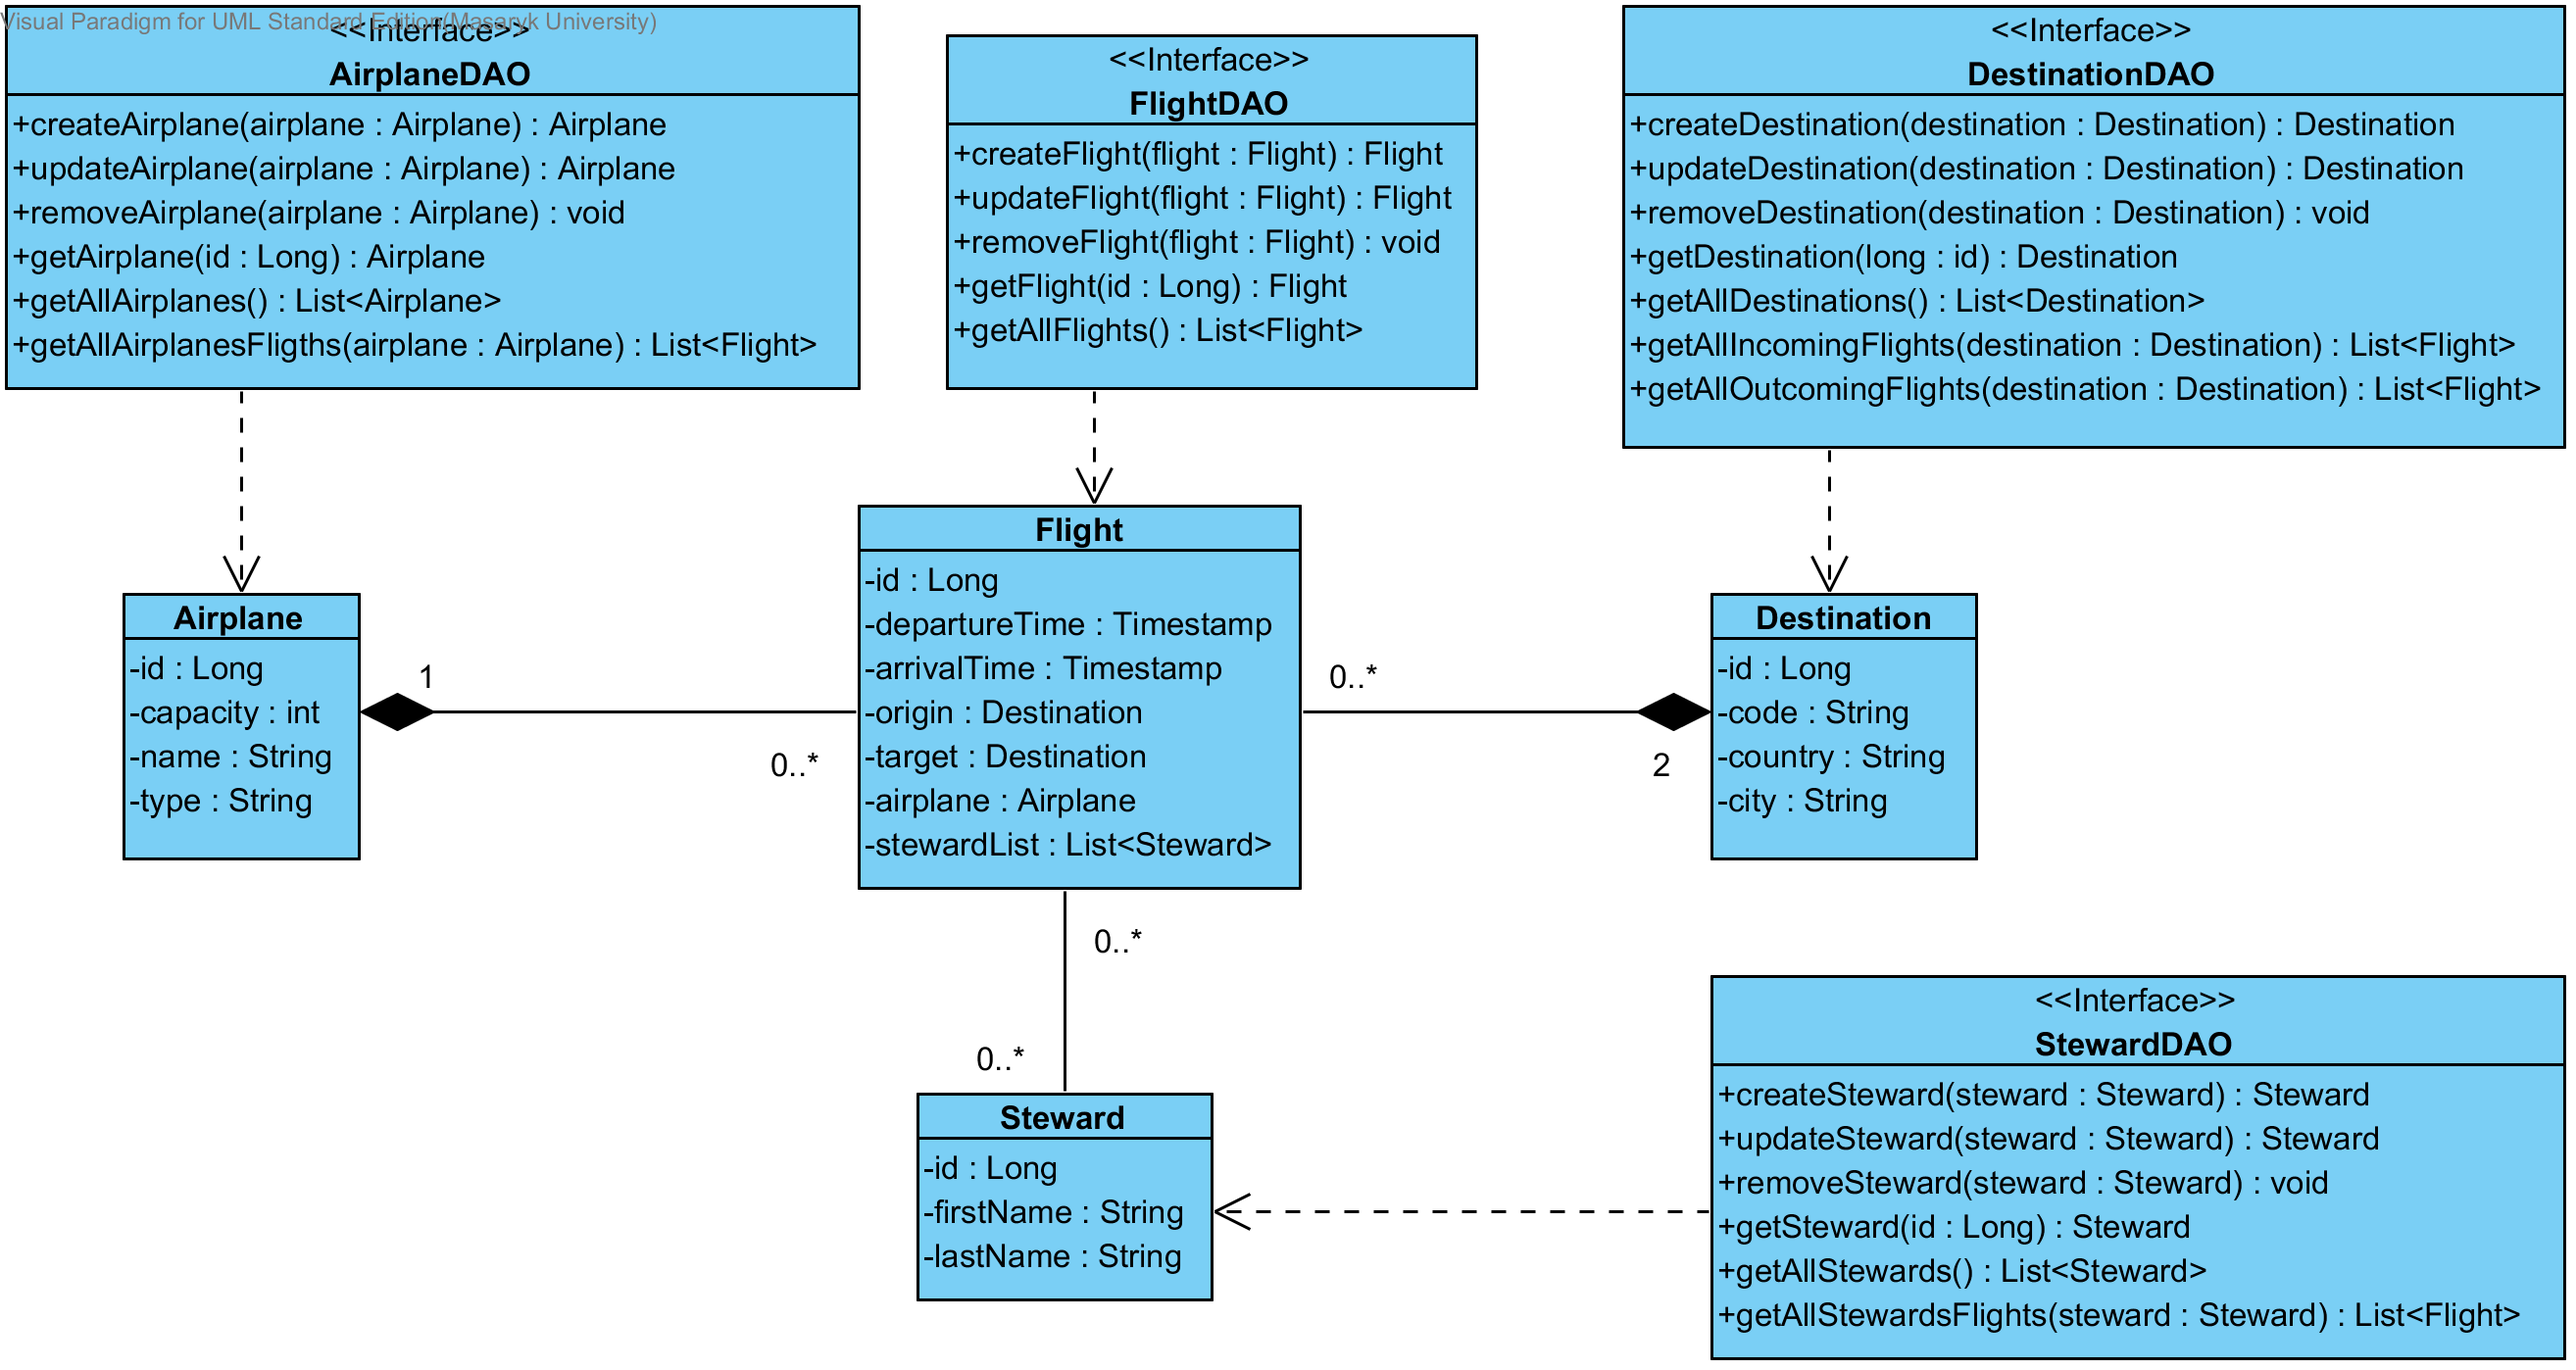 Visual Paradigm for UML Standard Edition(Masaryk University)
<<Interface>>
AirplaneDAO
+createAirplane(airplane : Airplane) : Airplane
+updateAirplane(airplane : Airplane) : Airplane
+removeAirplane(airplane : Airplane) : void
+getAirplane(id : Long) : Airplane
+getAllAirplanes() : List<Airplane>
+getAllAirplanesFligths(airplane : Airplane) : List<Flight>
<<Interface>>
FlightDAO
+createFlight(flight : Flight) : Flight
+updateFlight(flight : Flight) : Flight
+removeFlight(flight : Flight) : void
+getFlight(id : Long) : Flight
+getAllFlights() : List<Flight>
<<Interface>>
DestinationDAO
+createDestination(destination : Destination) : Destination
+updateDestination(destination : Destination) : Destination
+removeDestination(destination : Destination) : void
+getDestination(long : id) : Destination
+getAllDestinations() : List<Destination>
+getAllIncomingFlights(destination : Destination) : List<Flight>
+getAllOutcomingFlights(destination : Destination) : List<Flight>
Airplane
-id : Long
-capacity : int
-name : String
-type : String
1
0..*
Flight
-id : Long
-departureTime : Timestamp
-arrivalTime : Timestamp
-origin : Destination
-target : Destination
-airplane : Airplane
-stewardList : List<Steward>
0..*
2
Destination
-id : Long
-code : String
-country : String
-city : String
0..*
0..*
Steward
-id : Long
-firstName : String
-lastName : String
<<Interface>>
StewardDAO
+createSteward(steward : Steward) : Steward
+updateSteward(steward : Steward) : Steward
+removeSteward(steward : Steward) : void
+getSteward(id : Long) : Steward
+getAllStewards() : List<Steward>
+getAllStewardsFlights(steward : Steward) : List<Flight>